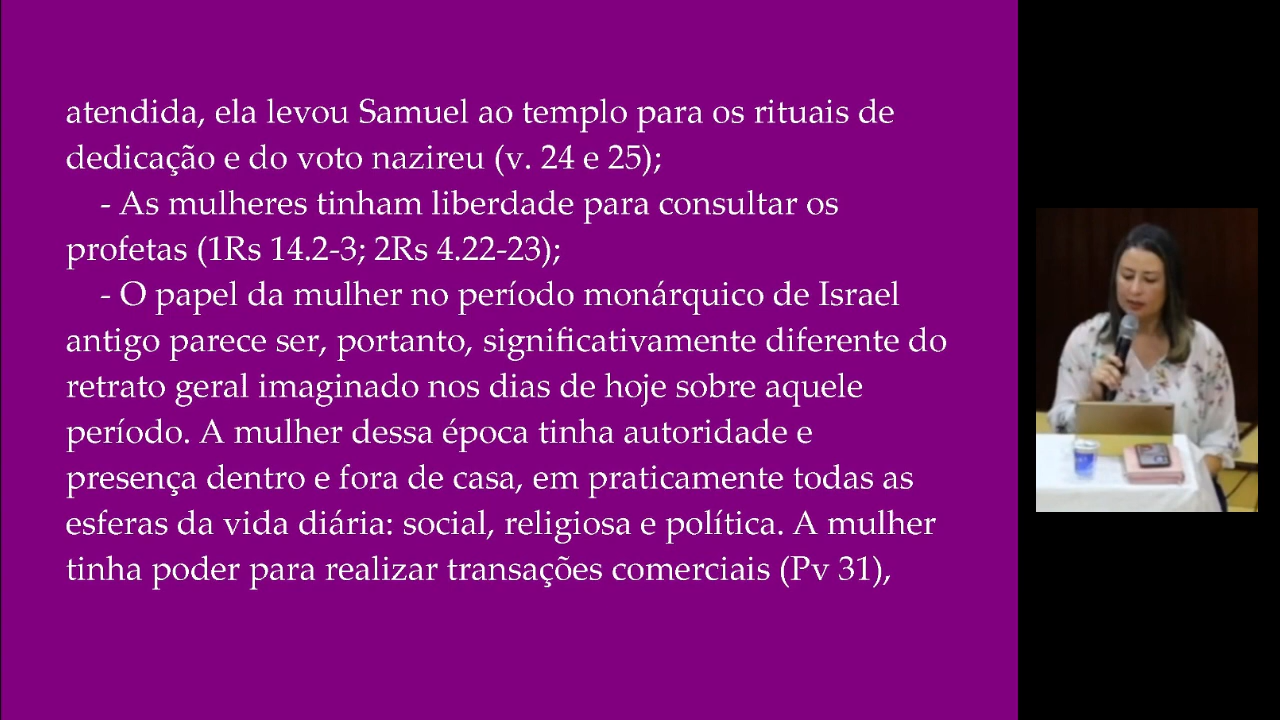 atendida, ela levou Samuel ao templo para os rituais de
dedicação e do voto nazireu (v. 24 e 25);
- As mulheres tinham liberdade para consultar os
profetas (1Rs 14.2-3; 2Rs 4.22-23);
- O papel da mulher no período monárquico de Israel
antigo parece ser, portanto, significativamente diferente do
retrato geral imaginado nos dias de hoje sobre aquele
período. A mulher dessa época tinha autoridade e
presença dentro e fora de casa, em praticamente todas as
esferas da vida diária: social, religiosa e política. A mulher
tinha poder para realizar transações comerciais (Pv 31),